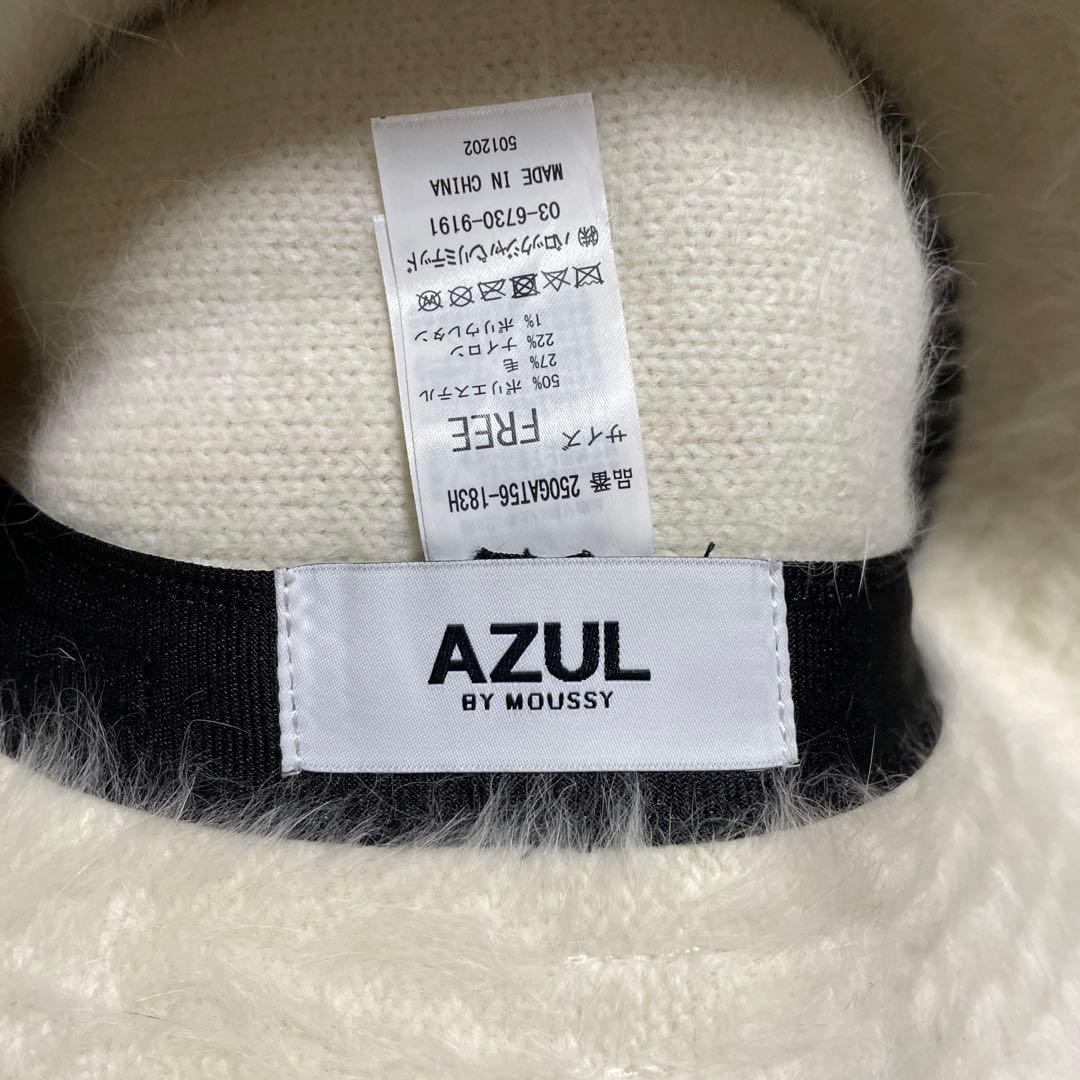 品番 250GAT56-183H
サイズ FREE
50% ポリエステル
27% 毛
22% ナイロン
1% ポリウレタン
㈱バロックジャパンリミテッド
03-6730-9191
MADE IN CHINA
501202
AZUL
BY MOUSSY